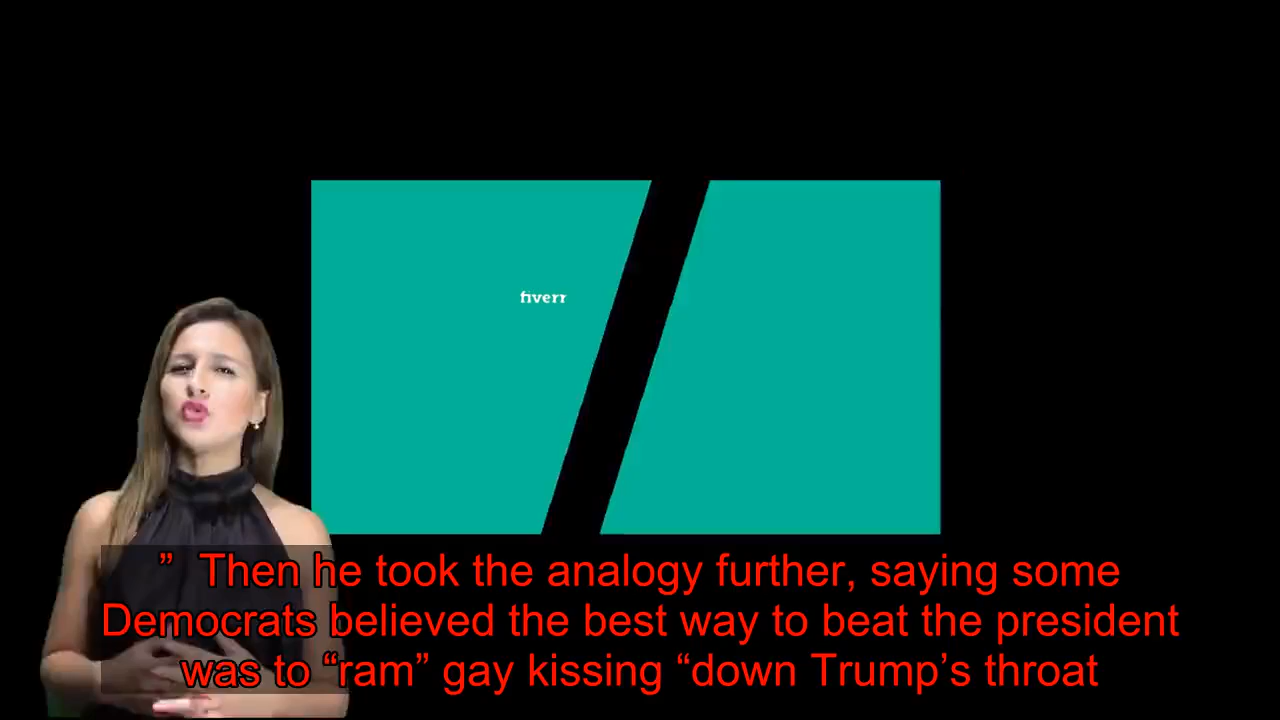 fiverr
” Then he took the analogy further, saying some
Democrats believed the best way to beat the president
was to “ram” gay kissing “down Trump’s throat